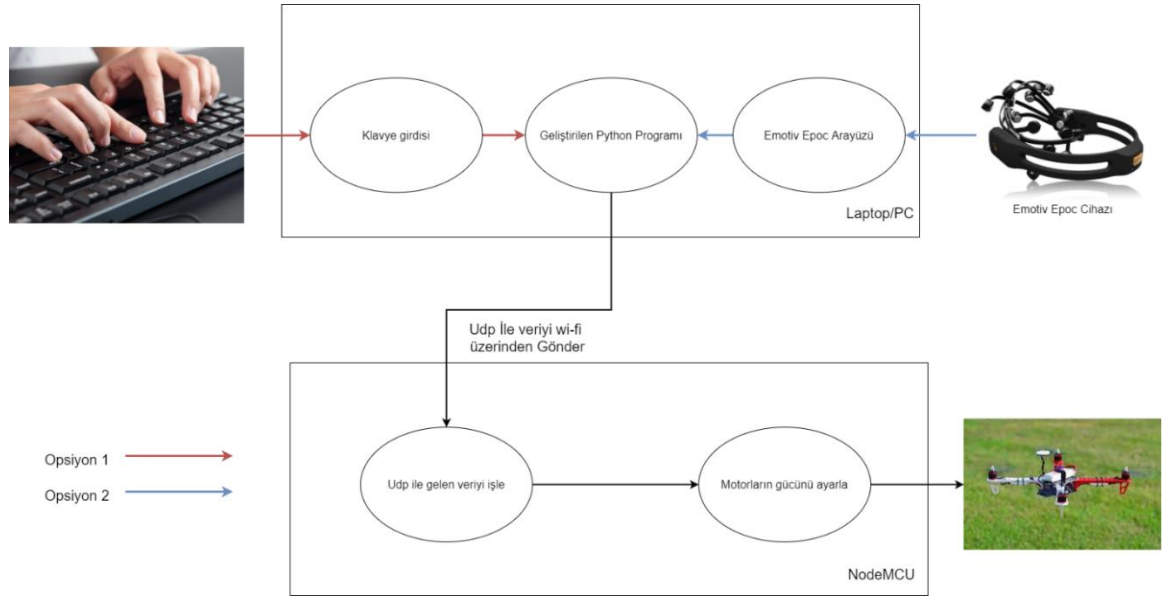 Klavye girdisi
Geliştirilen Python Programı
Emotiv Epoc Arayüzü
Laptop/PC
Emotiv Epoc Cihazı
Udp İle veriyi wi-fi
üzerinden Gönder
Opsiyon 1
Opsiyon 2
Udp ile gelen veriyi işle
Motorların gücünü ayarla
NodeMCU